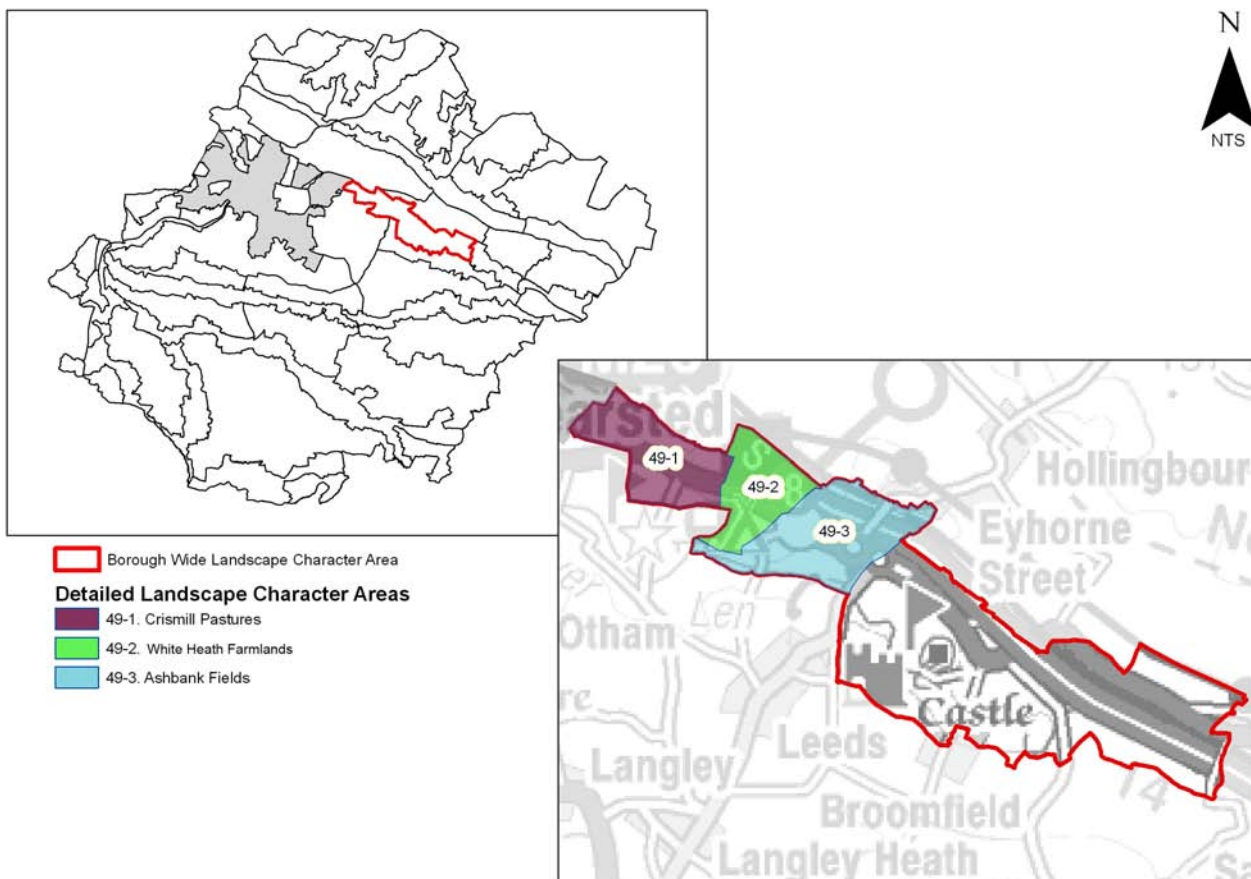 N
NTS
Borough Wide Landscape Character Area
Detailed Landscape Character Areas
49-1. Crismill Pastures
49-2. White Heath Farmlands
49-3. Ashbank Fields
arsted
49-1
49-2
49-3
Hollingbour
Eyhorne
Street
Len
Otham
Castle
Leeds
Langley
Broomfield
14
Langley Heath